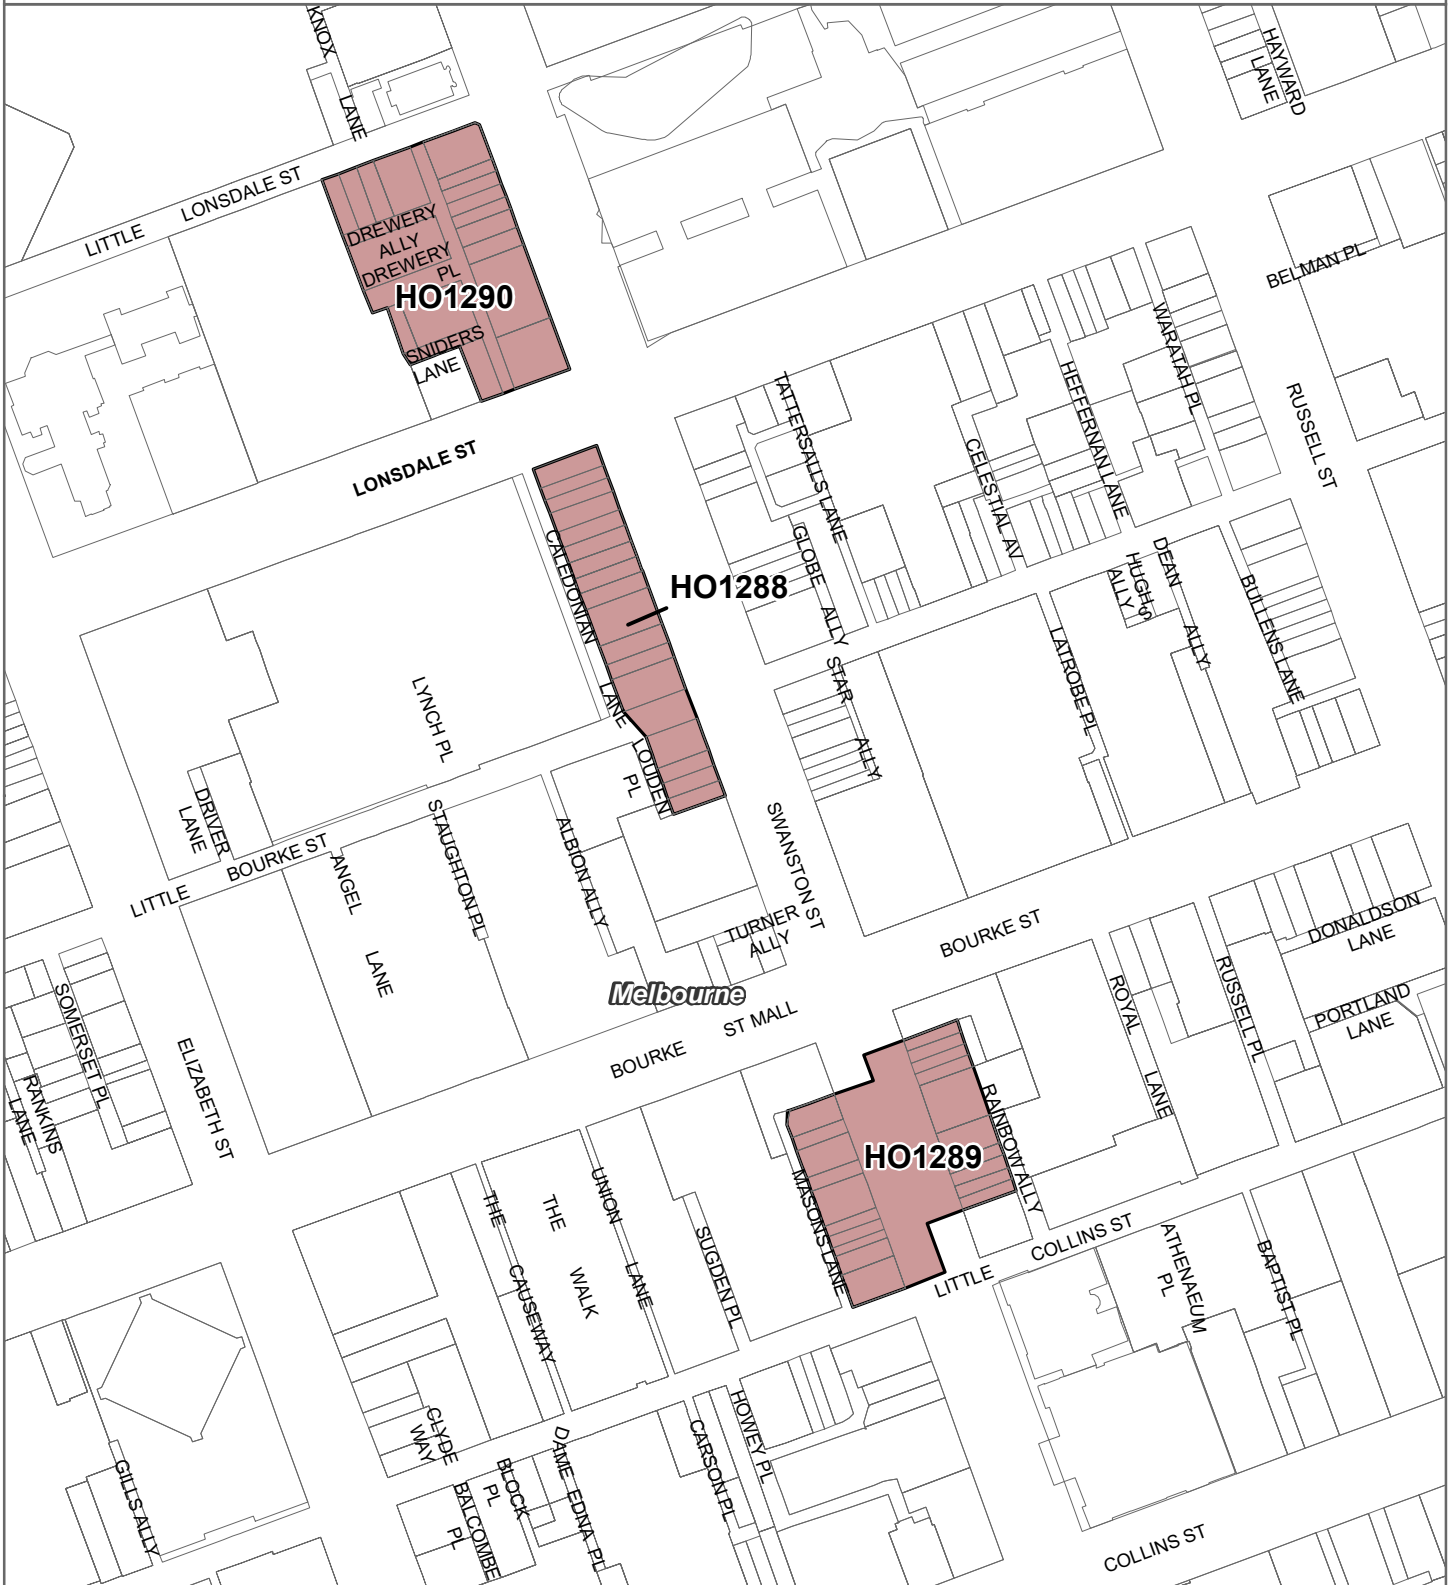 KNOX
LANE
HAYWARD
LANE
LITTLE LONSDALE ST
DREWERY
ALLY
DREWERY
PL
HO1290
SNIDERS
LANE
BELMAN PL
WARATAH PL
HEFFERNAN LANE
TATTERSALLS LANE
RUSSELL ST
LONSDALE ST
CELESTIAL AV
CALEDONIAN LANE
HO1288
GLOBE ALLY
HUGHS
ALLY
DEAN ALLY
BULLENS LANE
LATROBE PL
STAR ALLY
LYNCH PL
LOUDEN
PL
DRIVER
LANE
LITTLE BOURKE ST
ANGEL LANE
STAUGHTON PL
ALBION ALLY
SWANSTON ST
TURNER
ALLY
BOURKE ST
DONALDSON
LANE
Melbourne
BOURKE ST MALL
ROYAL LANE
RUSSELL PL
PORTLAND
LANE
SOMERSET PL
RANKINS
LANE
ELIZABETH ST
HO1289
RAINBOW ALLY
MASONS LANE
THE CAUSEWAY
THE WALK
UNION LANE
SUGDEN PL
LITTLE COLLINS ST
ATHENAEUM
PL
BAPTIST PL
CLYDE
WAY
HOWEY PL
CARSON PL
DAME EDNA PL
BLOCK
PL
BALCOMBE
PL
GILLS ALLY
COLLINS ST